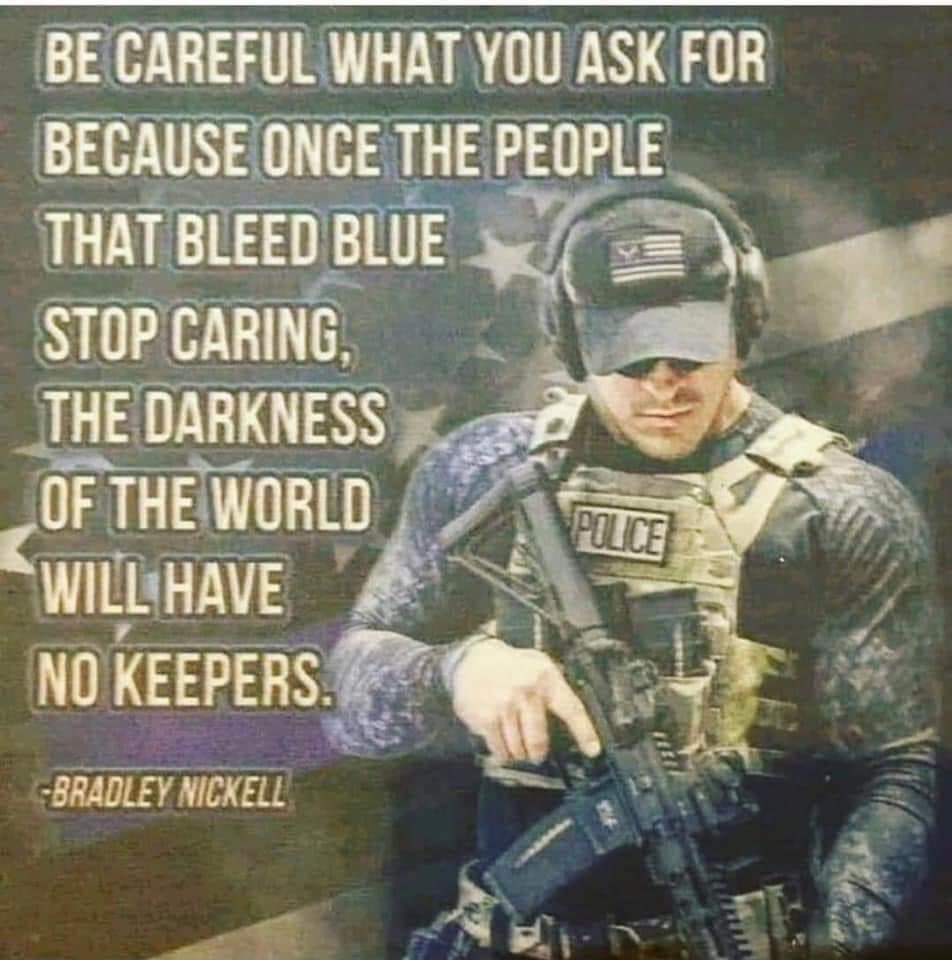 BE CAREFUL WHAT YOU ASK FOR
BECAUSE ONCE THE PEOPLE
THAT BLEED BLUE
STOP CARING,
THE DARKNESS
OF THE WORLD
WILL HAVE
NO KEEPERS.
-BRADLEY NICKELL
POLICE